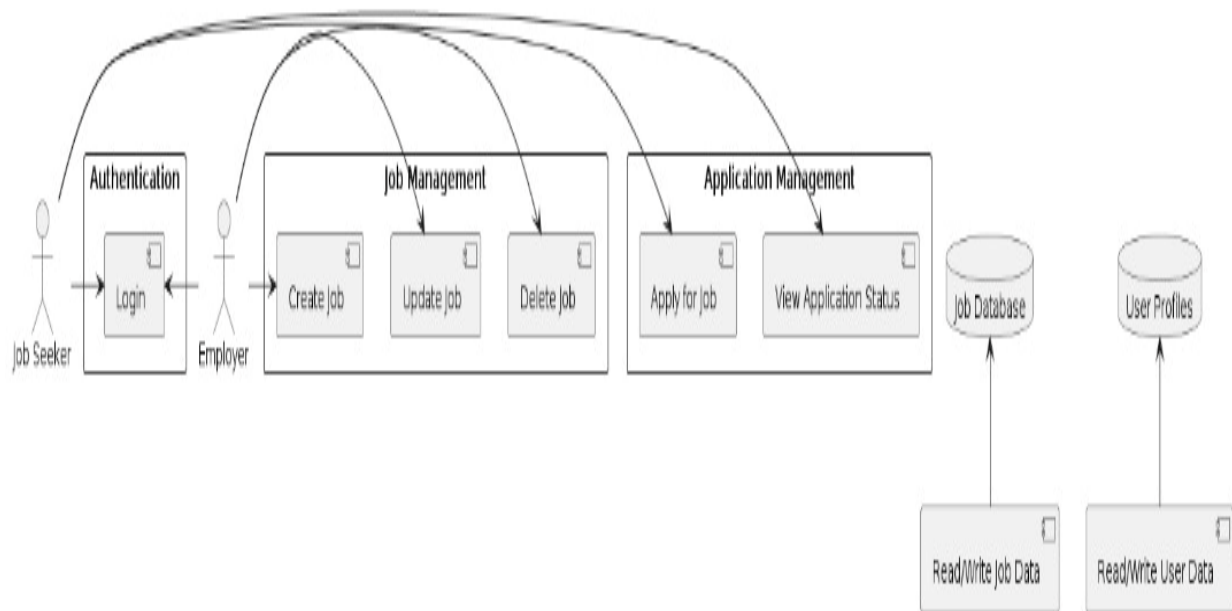 Authentication
Job Management
Application Management
Login
Create Job
Update Job
Delete Job
Apply for Job
View Application Status
Job Database
User Profiles
Job Seeker
Employer
Read/Write Job Data
Read/Write User Data